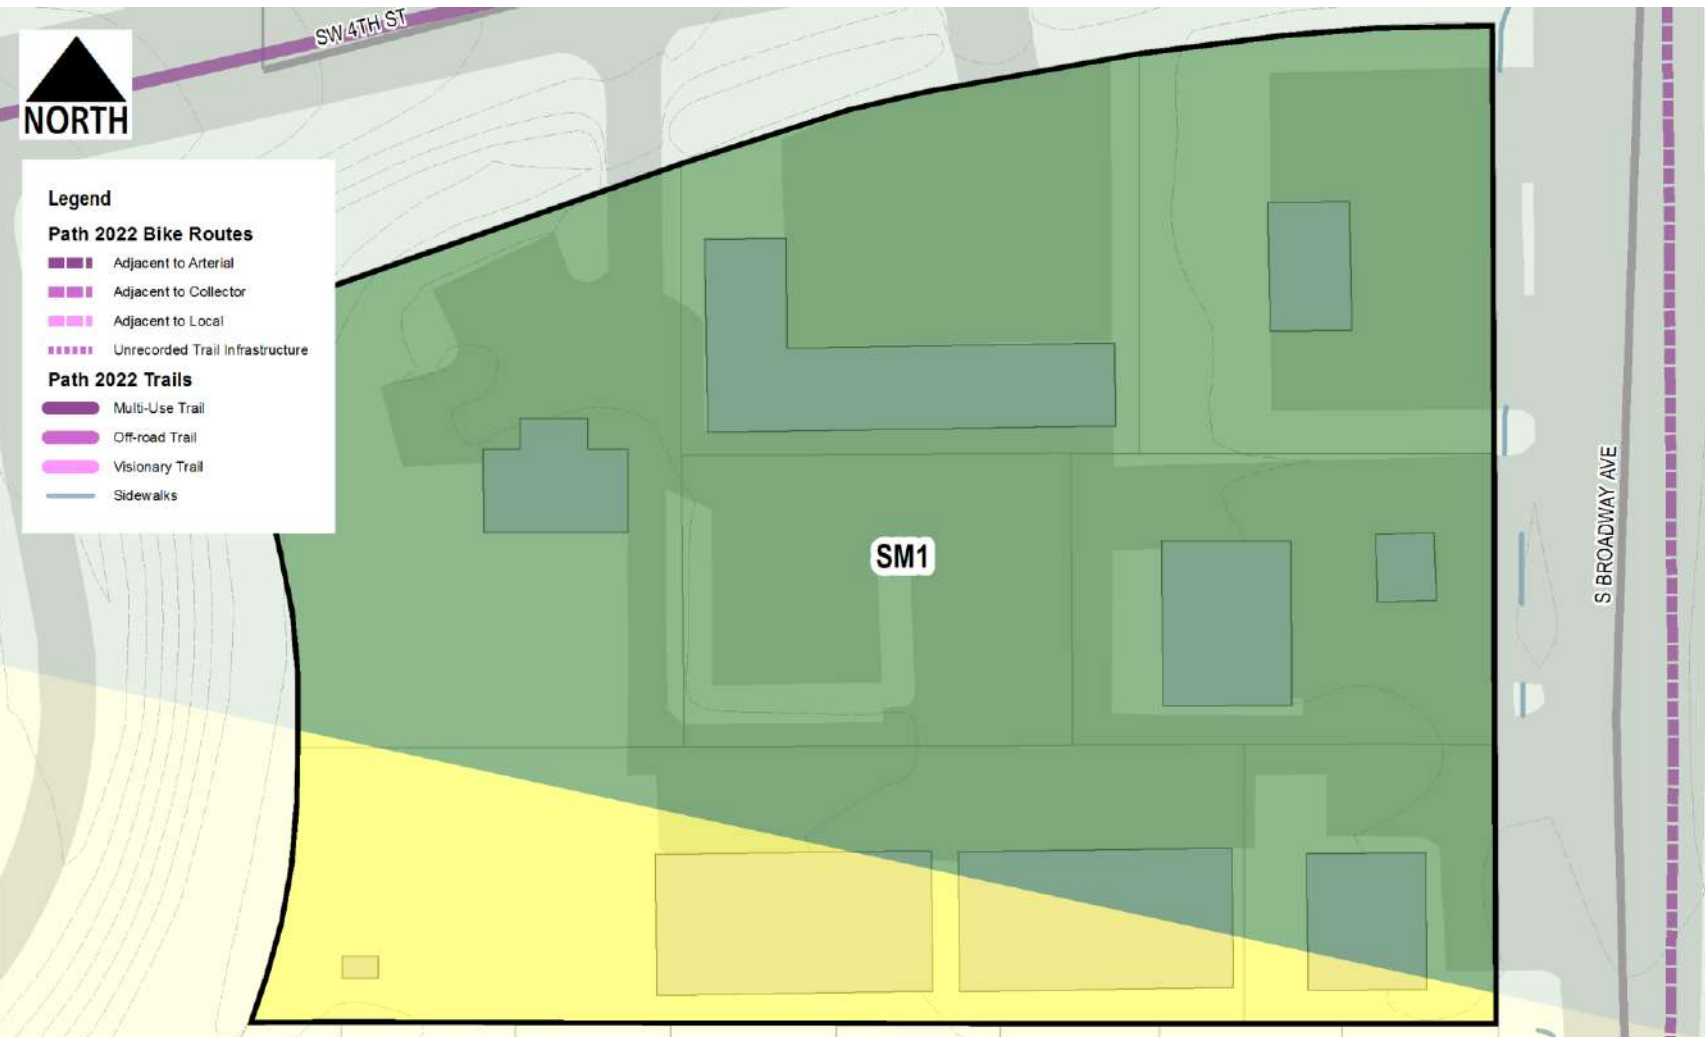 SW 4TH ST
NORTH
Legend
Path 2022 Bike Routes
Adjacent to Arterial
Adjacent to Collector
Adjacent to Local
Unrecorded Trail Infrastructure
Path 2022 Trails
Multi-Use Trail
Off-road Trail
Visionary Trail
Sidewalks
SM1
S BROADWAY AVE